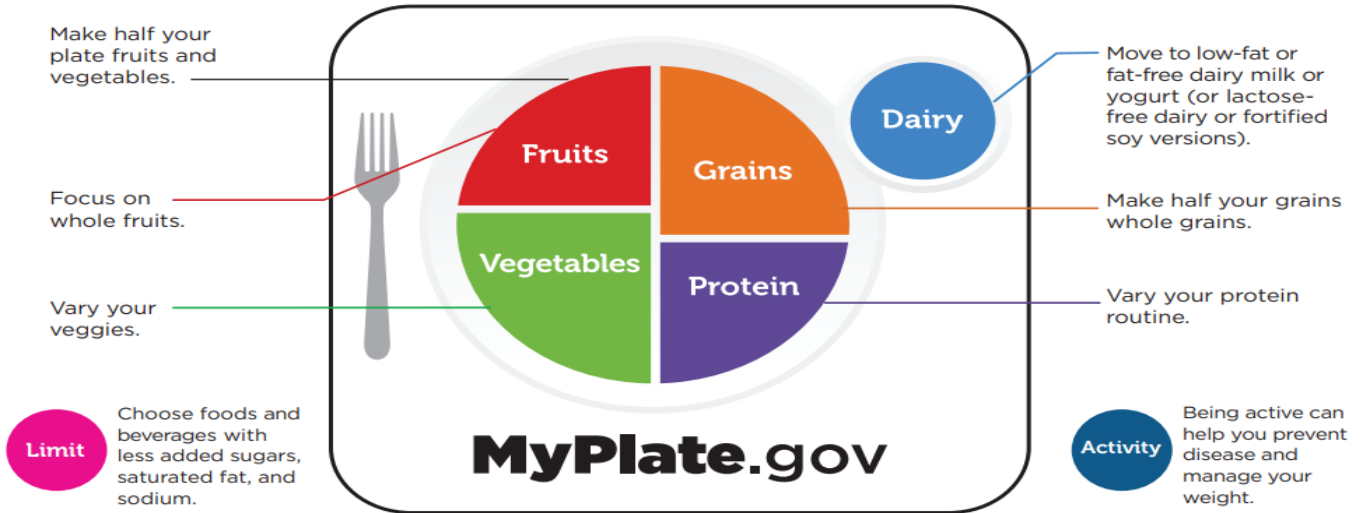 Make half your
plate fruits and
vegetables.
Focus on
whole fruits.
Vary your
veggies.
Fruits
Grains
Vegetables
Protein
Dairy
Move to low-fat or
fat-free dairy milk or
yogurt (or lactose-
free dairy or fortified
soy versions).
Make half your grains
whole grains.
Vary your protein
routine.
Limit
Choose foods and
beverages with
less added sugars,
saturated fat, and
sodium.
MyPlate.gov
Activity
Being active can
help you prevent
disease and
manage your
weight.